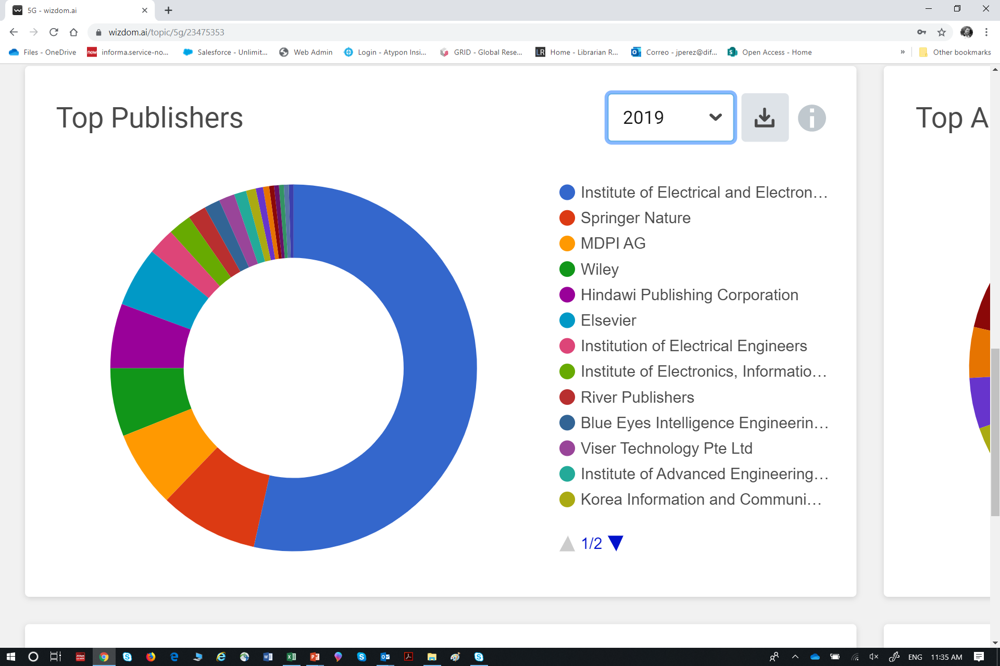 5G - wizdom.ai
wizdom.ai/topic/5g/23475353
Files - OneDrive
now
informa.service-no...
Salesforce - Unlimit...
Web Admin
Login - Atypon Insi...
GRID - Global Rese...
LR
Home - Librarian R...
Correo - jperez@dif...
Open Access - Home
»
Other bookmarks
Top Publishers
2019
Top A
Institute of Electrical and Electron...
Springer Nature
MDPI AG
Wiley
Hindawi Publishing Corporation
Elsevier
Institution of Electrical Engineers
Institute of Electronics, Informatio...
River Publishers
Blue Eyes Intelligence Engineerin...
Viser Technology Pte Ltd
Institute of Advanced Engineering...
Korea Information and Communi...
1/2
ENG
11:35 AM